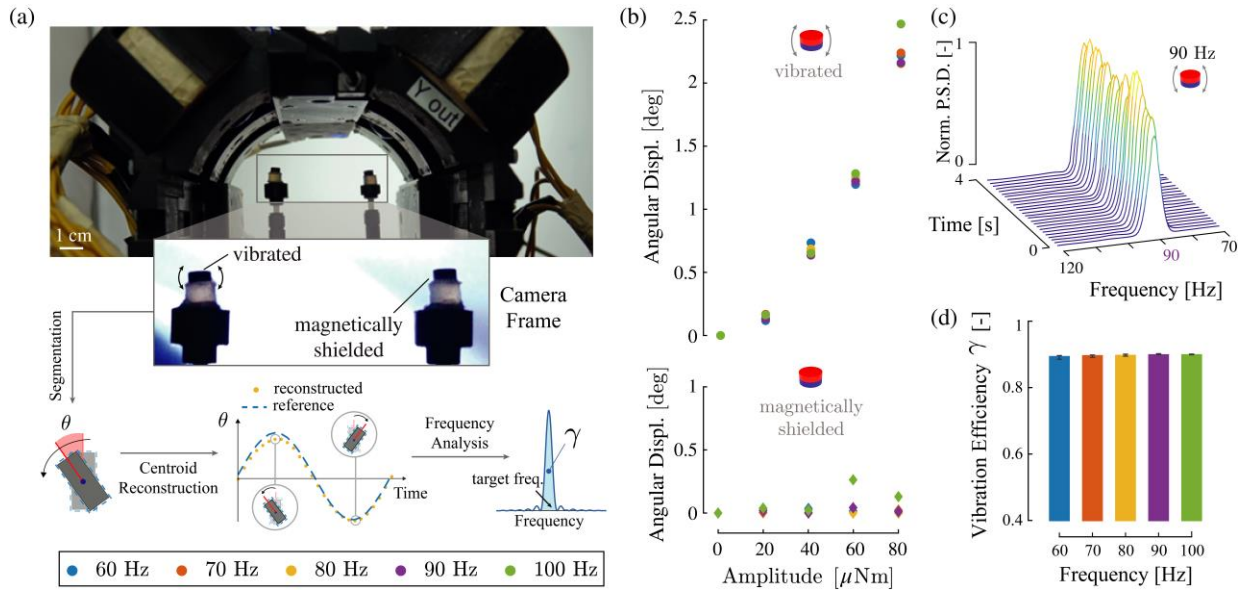 (a)
Y out
1 cm
vibrated
magnetically
shielded
Camera
Frame
Segmentation
θ
Centroid
Reconstruction
reconstructed
reference
θ
Time
Frequency
Analysis
γ
target freq.
Frequency
60 Hz 70 Hz 80 Hz 90 Hz 100 Hz
(b)
Angular Displ. [deg]
2.5
2
1.5
1
0.5
0
vibrated
Angular Displ. [deg]
1
0.5
0
magnetically
shielded
0 20 40 60 80
Amplitude [μNm]
(c)
Norm. P.S.D. [-]
1
0
90 Hz
4
Time [s]
0
120 90 70
Frequency [Hz]
(d)
Vibration Efficiency γ [-]
1
0.8
0.6
0.4
60 70 80 90 100
Frequency [Hz]